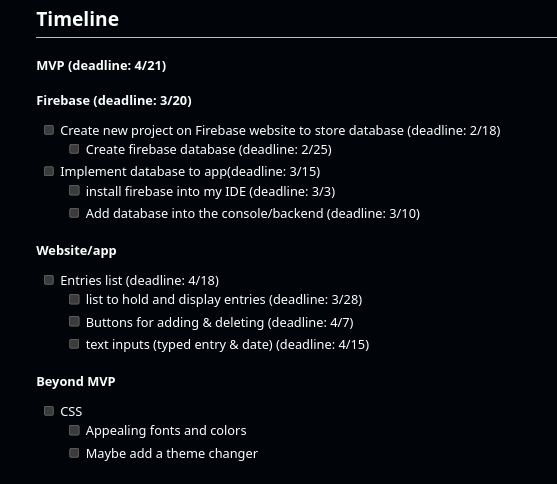 Timeline
MVP (deadline: 4/21)
Firebase (deadline: 3/20)
Create new project on Firebase website to store database (deadline: 2/18)
Create firebase database (deadline: 2/25)
Implement database to app(deadline: 3/15)
install firebase into my IDE (deadline: 3/3)
Add database into the console/backend (deadline: 3/10)
Website/app
Entries list (deadline: 4/18)
list to hold and display entries (deadline: 3/28)
Buttons for adding & deleting (deadline: 4/7)
text inputs (typed entry & date) (deadline: 4/15)
Beyond MVP
CSS
Appealing fonts and colors
Maybe add a theme changer